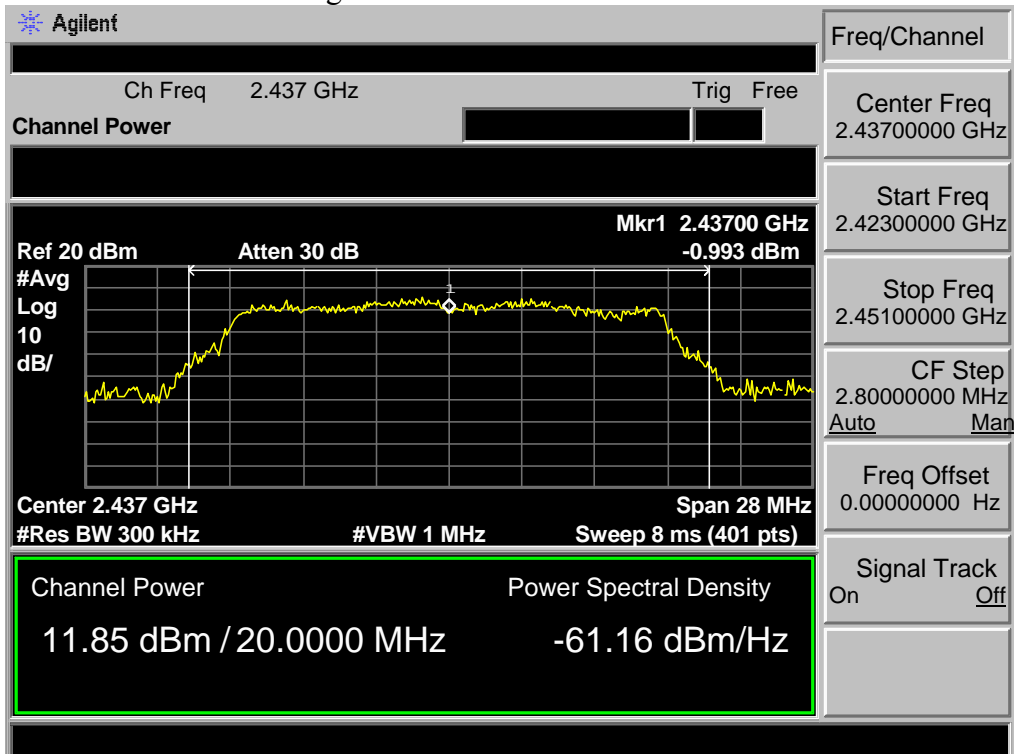 Agilent
Freq/Channel
Ch Freq 2.437 GHz Trig Free
Channel Power
Center Freq
2.43700000 GHz
Start Freq
2.42300000 GHz
Stop Freq
2.45100000 GHz
CF Step
2.80000000 MHz
Auto Man
Freq Offset
0.00000000 Hz
Signal Track
On Off
Mkr1 2.43700 GHz
Ref 20 dBm Atten 30 dB -0.993 dBm
#Avg
Log
10
dB/
1
Center 2.437 GHz Span 28 MHz
#Res BW 300 kHz #VBW 1 MHz Sweep 8 ms (401 pts)
Channel Power Power Spectral Density
11.85 dBm / 20.0000 MHz -61.16 dBm/Hz